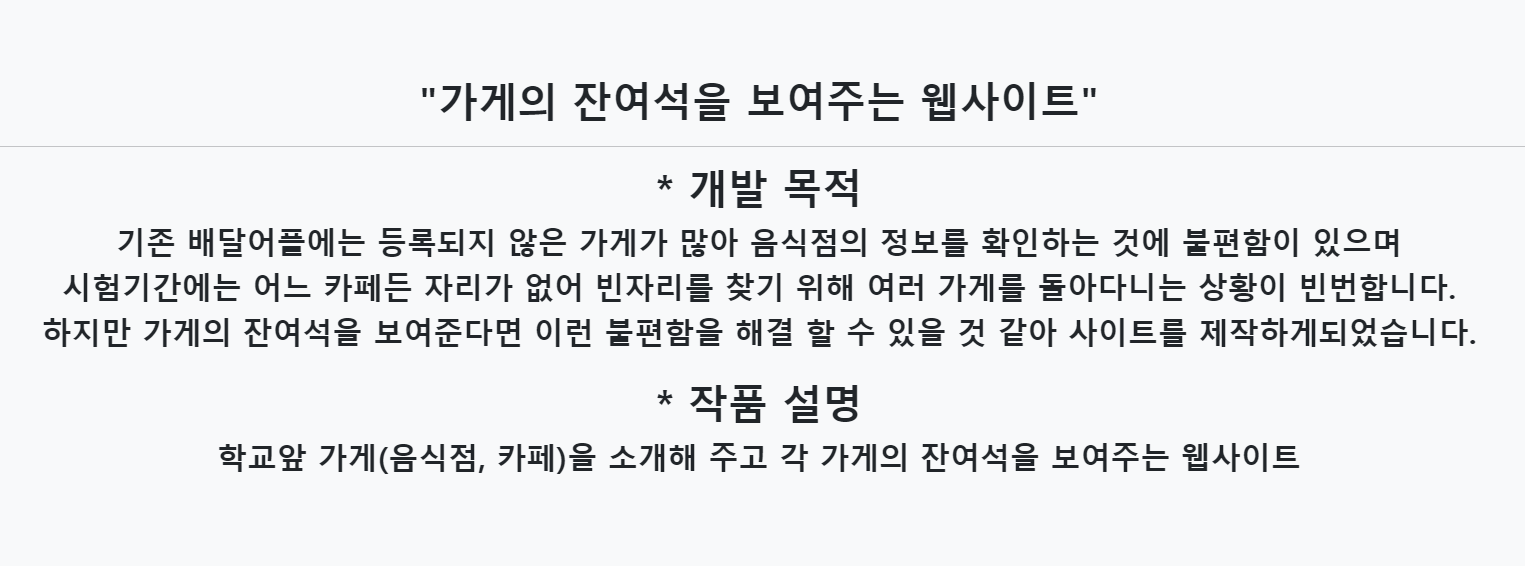 "가게의 잔여석을 보여주는 웹사이트"
* 개발 목적
기존 배달어플에는 등록되지 않은 가게가 많아 음식점의 정보를 확인하는 것에 불편함이 있으며
시험기간에는 어느 카페든 자리가 없어 빈자리를 찾기 위해 여러 가게를 돌아다니는 상황이 빈번합니다.
하지만 가게의 잔여석을 보여준다면 이런 불편함을 해결 할 수 있을 것 같아 사이트를 제작하게되었습니다.
* 작품 설명
학교앞 가게(음식점, 카페)을 소개해 주고 각 가게의 잔여석을 보여주는 웹사이트